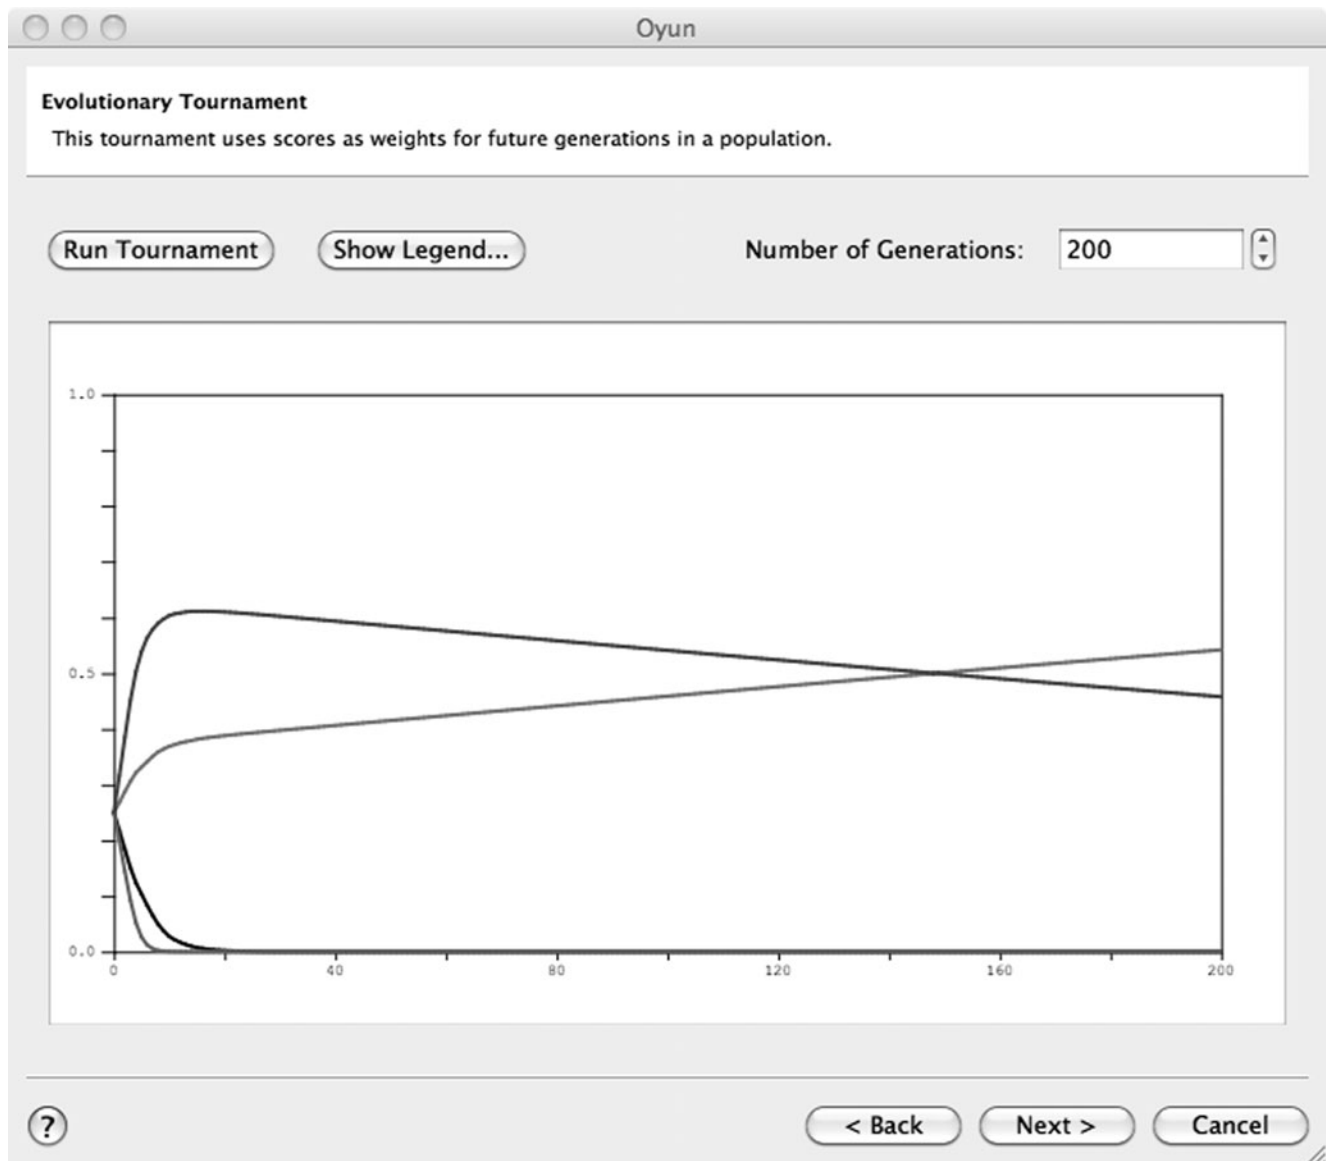 Oyun
Evolutionary Tournament
This tournament uses scores as weights for future generations in a population.
Run Tournament Show Legend... Number of Generations: 200
1.0
0.5
0.0
0 40 80 120 160 200
? < Back Next > Cancel